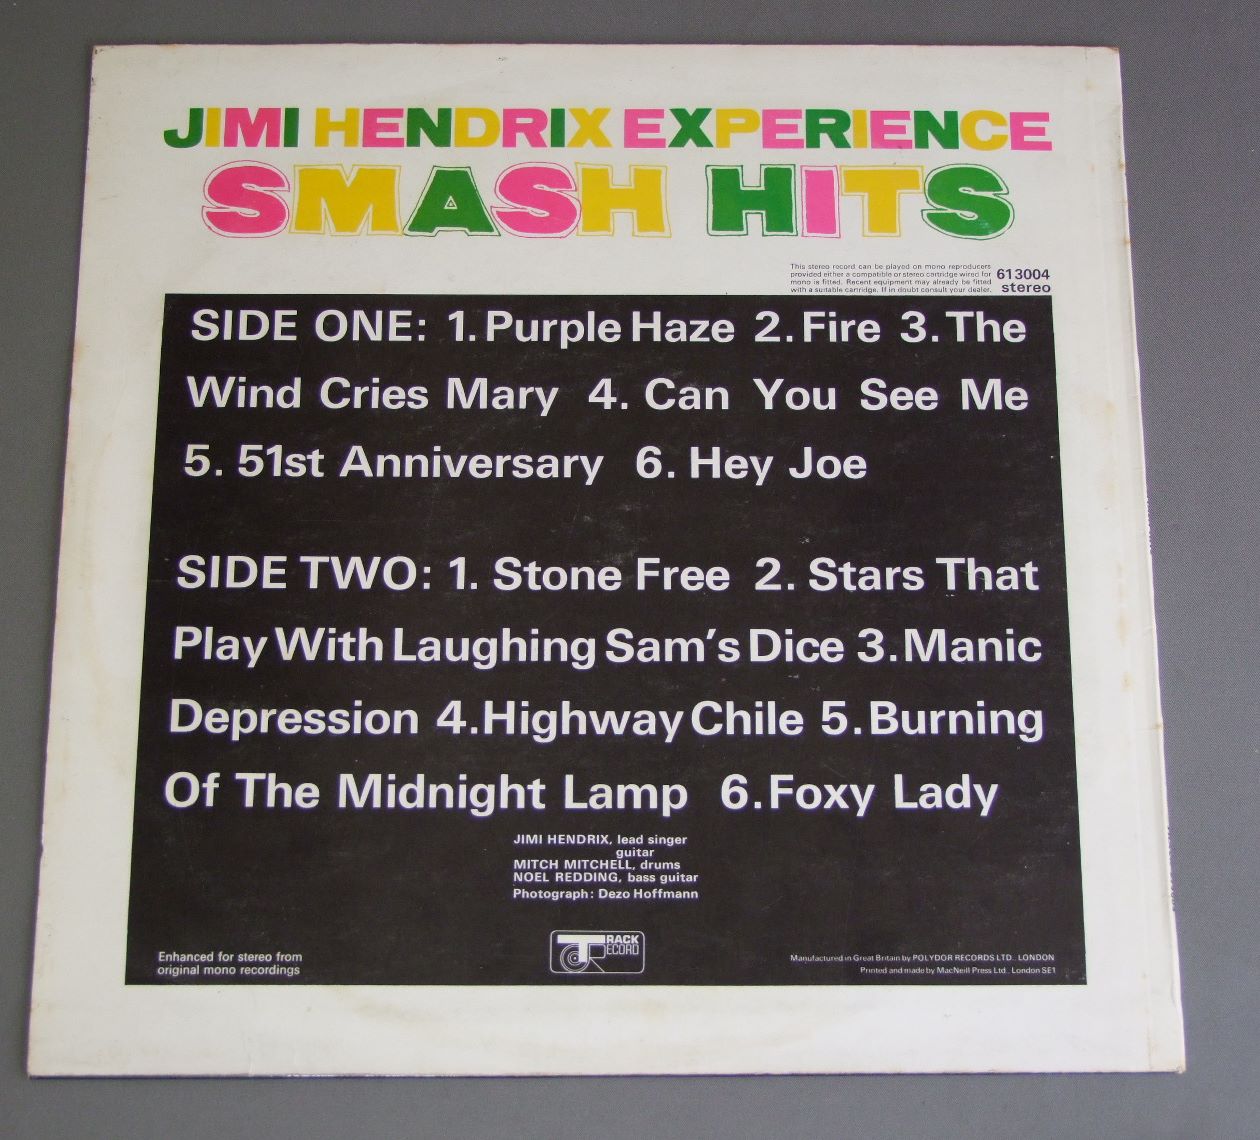 JIMI HENDRIX EXPERIENCE
SMASH HITS
This stereo record can be played on mono reproducers
provided either a compatible or stereo cartridge wired for
mono is fitted. Recent equipment may already be fitted
with a suitable cartridge. If in doubt consult your dealer.
613004
stereo
SIDE ONE: 1. Purple Haze 2. Fire 3. The
Wind Cries Mary 4. Can You See Me
5. 51st Anniversary 6. Hey Joe
SIDE TWO: 1. Stone Free 2. Stars That
Play With Laughing Sam's Dice 3. Manic
Depression 4. Highway Chile 5. Burning
Of The Midnight Lamp 6. Foxy Lady
JIMI HENDRIX, lead singer
guitar
MITCH MITCHELL, drums
NOEL REDDING, bass guitar
Photograph: Dezo Hoffmann
Enhanced for stereo from
original mono recordings
TRACK
RECORD
Manufactured in Great Britain by POLYDOR RECORDS LTD. LONDON
Printed and made by MacNeill Press Ltd. London SE1